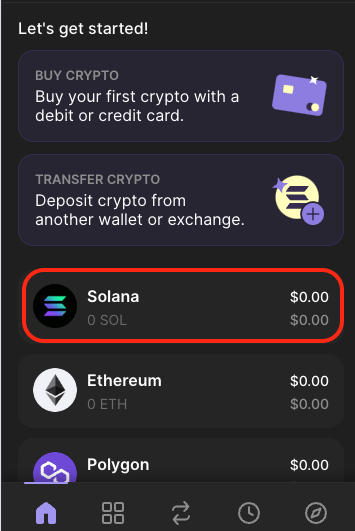 Let's get started!
BUY CRYPTO
Buy your first crypto with a
debit or credit card.
TRANSFER CRYPTO
Deposit crypto from
another wallet or exchange.
Solana $0.00
0 SOL $0.00
Ethereum $0.00
0 ETH $0.00
Polygon $0.00